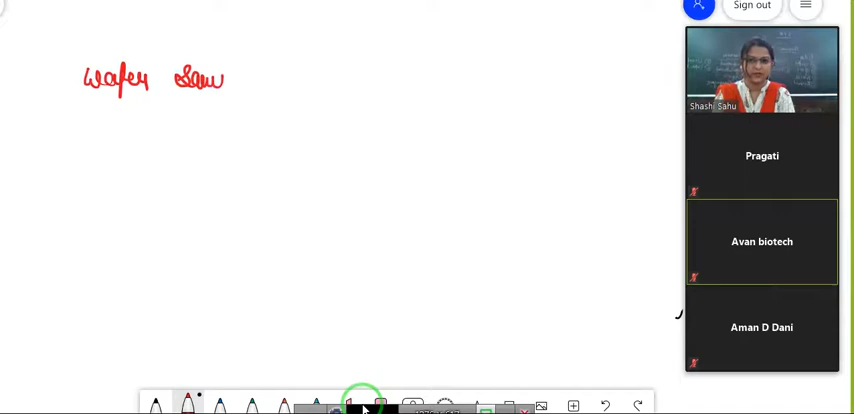 Sign out
Wafer Saw
Shashi Sahu
Pragati
Avan biotech
Aman D Dani